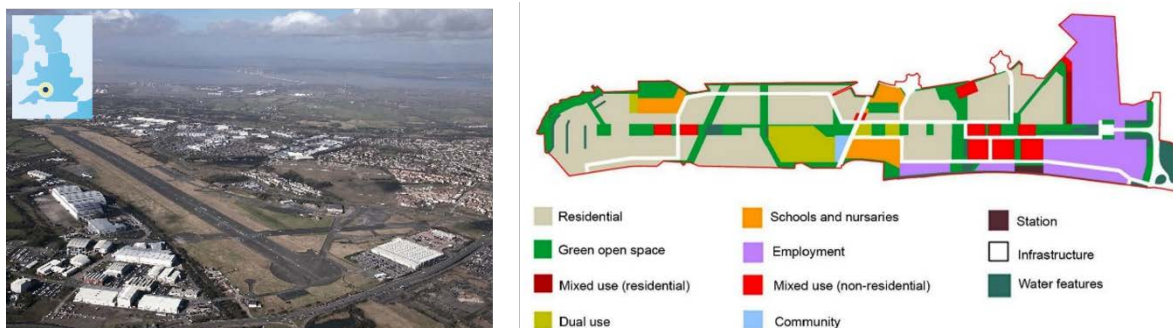 Residential
Schools and nursaries
Station
Green open space
Employment
Infrastructure
Mixed use (residential)
Mixed use (non-residential)
Water features
Dual use
Community